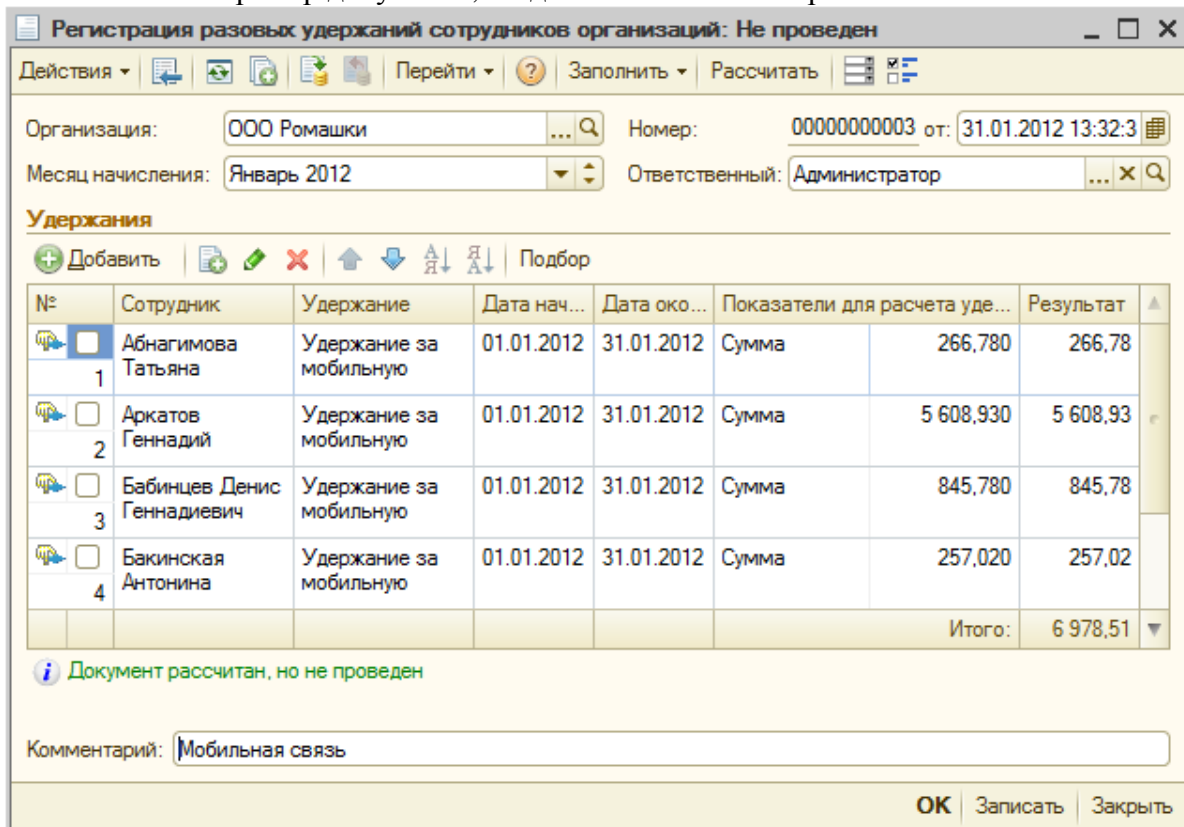 Регистрация разовых удержаний сотрудников организаций: Не проведен
Действия Перейти Заполнить Рассчитать
Организация: ООО Ромашки ... Номер: 00000000003 от: 31.01.2012 13:32:3
Месяц начисления: Январь 2012 Ответственный: Администратор ...
Удержания
Добавить Подбор
№ Сотрудник Удержание Дата нач... Дата око... Показатели для расчета уде... Результат
Абнагимова Удержание за 01.01.2012 31.01.2012 Сумма 266,780 266,78
1 Татьяна мобильную
Аркатов Удержание за 01.01.2012 31.01.2012 Сумма 5 608,930 5 608,93
2 Геннадий мобильную
Бабинцев Денис Удержание за 01.01.2012 31.01.2012 Сумма 845,780 845,78
3 Геннадиевич мобильную
Бакинская Удержание за 01.01.2012 31.01.2012 Сумма 257,020 257,02
4 Антонина мобильную
Итого: 6 978,51
Документ рассчитан, но не проведен
Комментарий: Мобильная связь
ОК Записать Закрыть